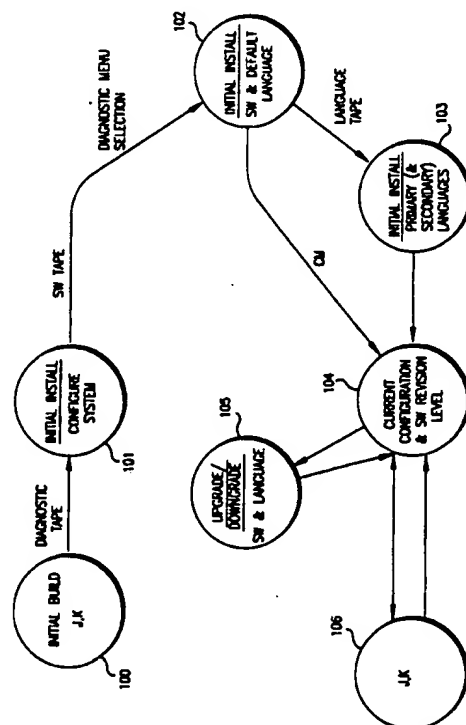 INITIAL BUILD
J,K
100
DIAGNOSTIC
TAPE
INITIAL INSTALL
CONFIGURE
SYSTEM
101
SW TAPE
DIAGNOSTIC MENU
SELECTION
102
INITIAL INSTALL
SW & DEFAULT
LANGUAGE
LANGUAGE
TAPE
103
INITIAL INSTALL
PRIMARY (&
SECONDARY)
LANGUAGES
CW
104
CURRENT
CONFIGURATION
& SW REVISION
LEVEL
105
UPGRADE/
DOWNGRADE
SW & LANGUAGE
106
J,K